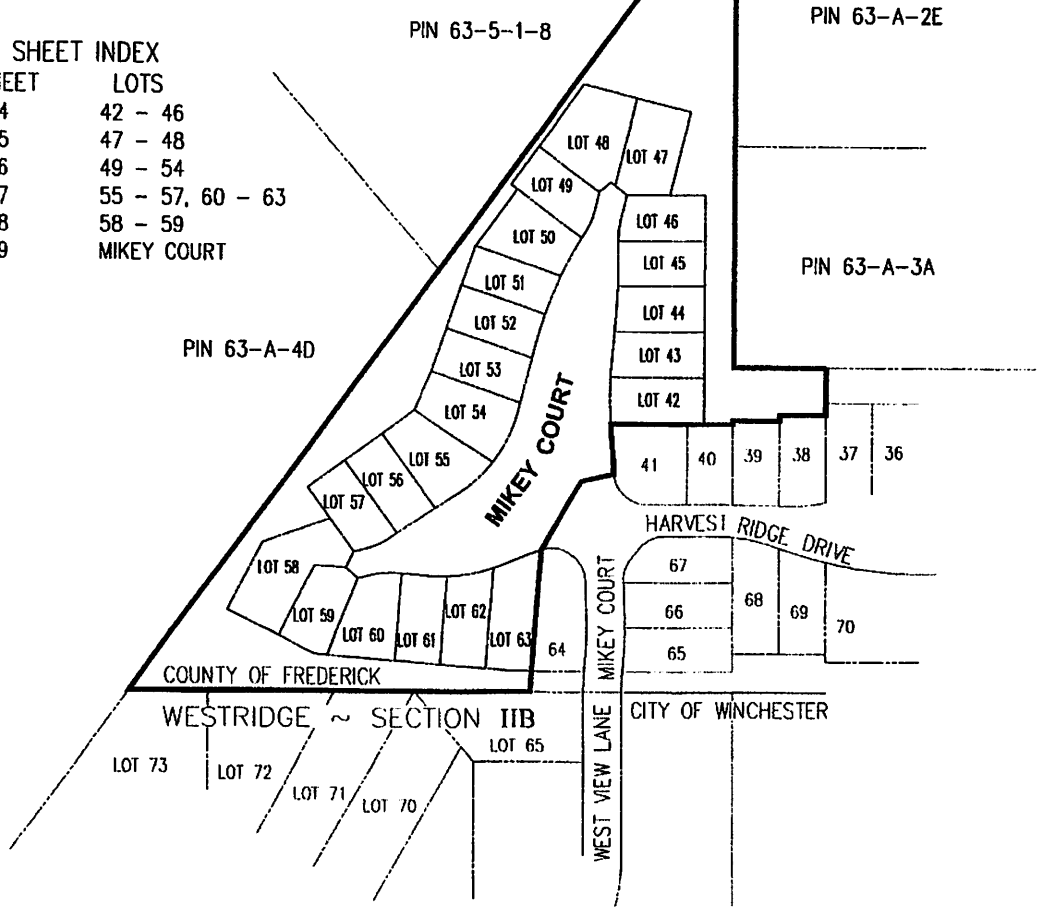 PIN 63-5-1-8
PIN 63-A-2E
SHEET INDEX
EET LOTS
4 42 - 46
5 47 - 48
6 49 - 54
7 55 - 57, 60 - 63
8 58 - 59
9 MIKEY COURT
LOT 48
LOT 47
LOT 49
LOT 46
LOT 50
LOT 45
PIN 63-A-3A
LOT 51
LOT 44
LOT 52
PIN 63-A-4D
LOT 43
LOT 53
LOT 42
LOT 54
MIKEY COURT
LOT 55
LOT 56
LOT 57
41
40
39
38
37
36
HARVEST RIDGE DRIVE
LOT 58
LOT 59
LOT 60
LOT 61
LOT 62
LOT 63
64
MIKEY COURT
67
66
65
68
69
70
COUNTY OF FREDERICK
WESTRIDGE ~ SECTION IIB
CITY OF WINCHESTER
LOT 65
LOT 73
LOT 72
LOT 71
LOT 70
WEST VIEW LANE